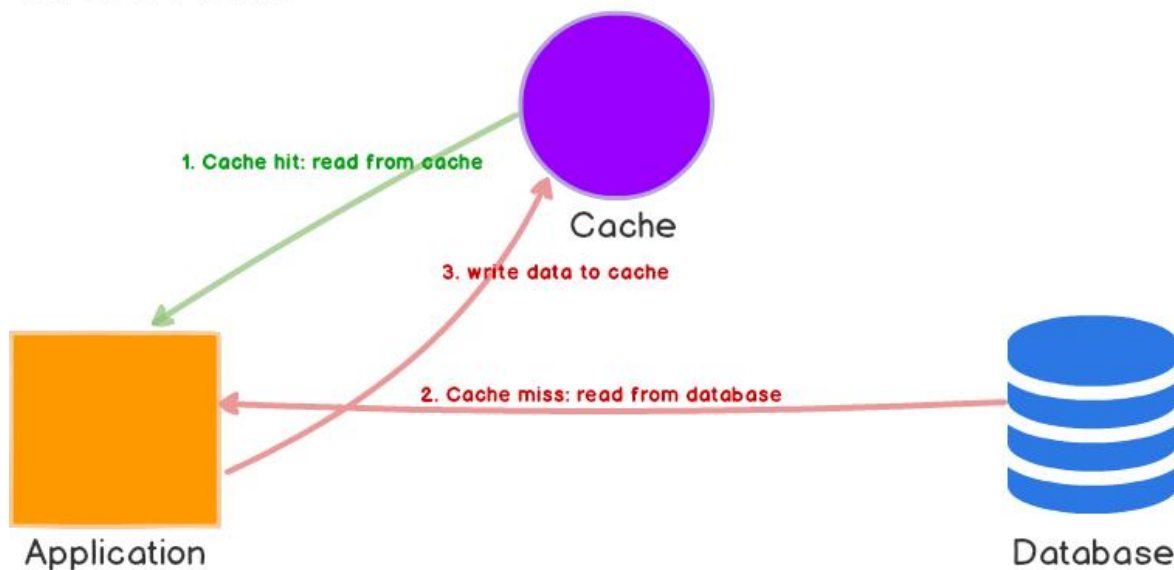 1. Cache hit: read from cache
Cache
3. write data to cache
2. Cache miss: read from database
Application
Database